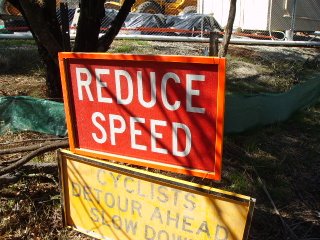 REDUCE
SPEED
CYCLISTS
DETOUR AHEAD
SLOW DOWN